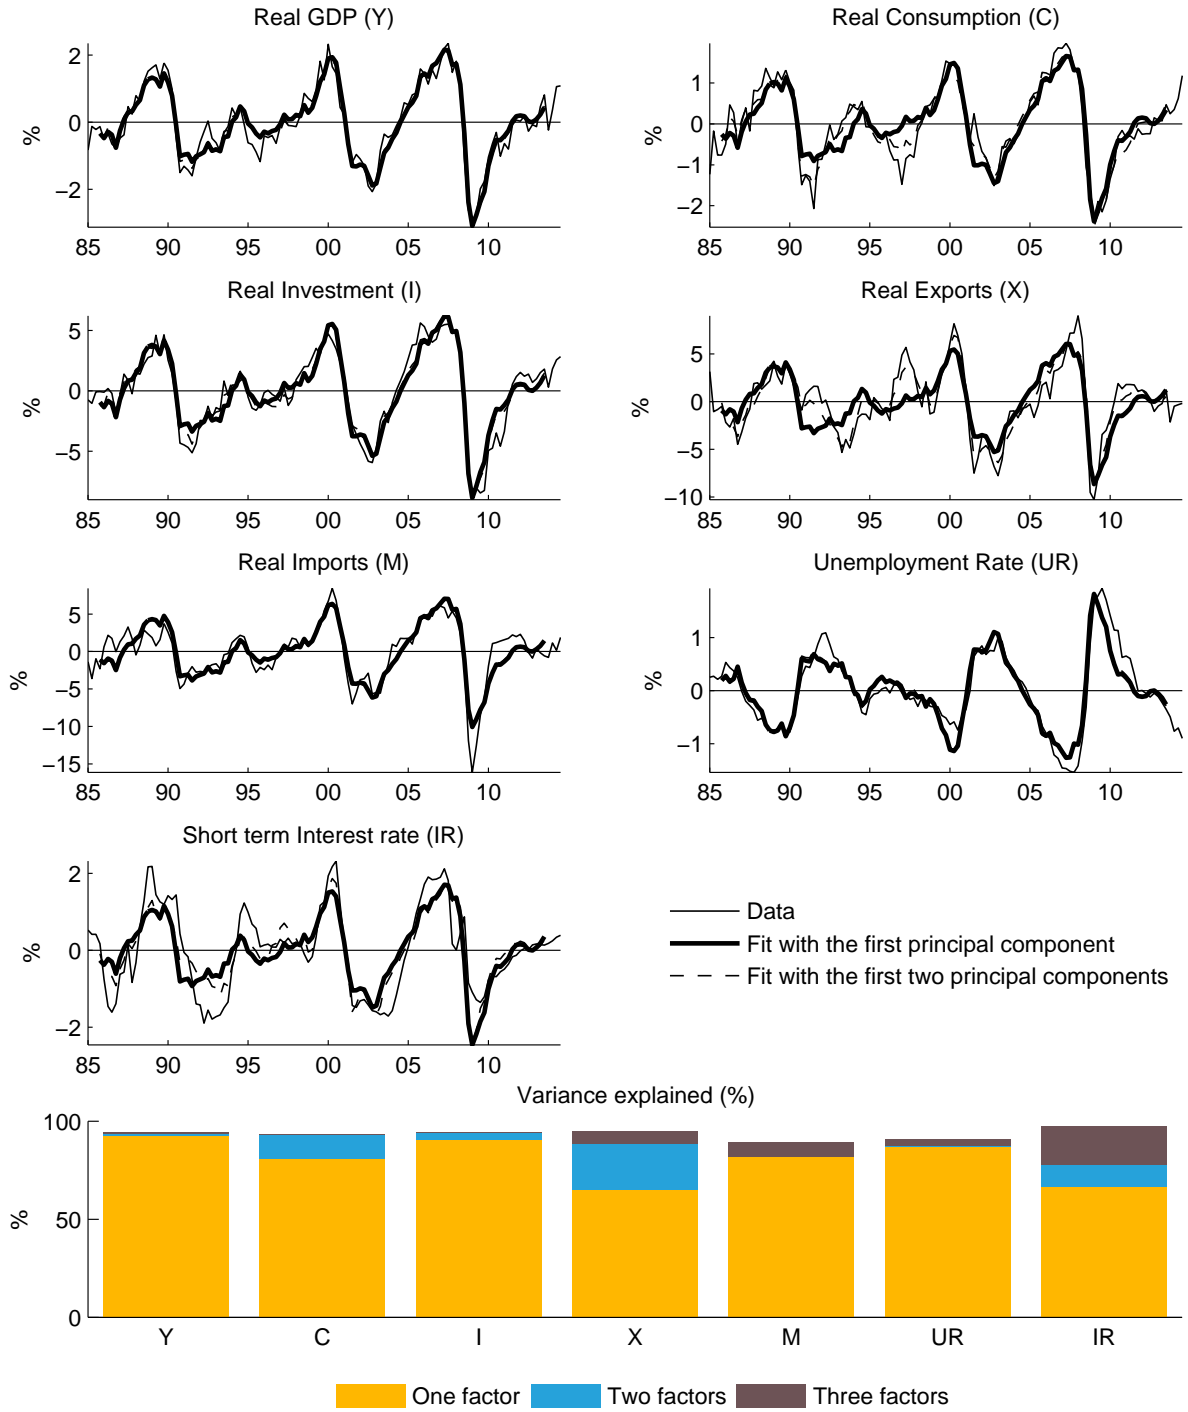 Real GDP (Y)
2
0
−2
%
85 90 95 00 05 10
Real Consumption (C)
1
0
−1
−2
%
85 90 95 00 05 10
Real Investment (I)
5
0
−5
%
85 90 95 00 05 10
Real Exports (X)
5
0
−5
−10
%
85 90 95 00 05 10
Real Imports (M)
5
0
−5
−10
−15
%
85 90 95 00 05 10
Unemployment Rate (UR)
1
0
−1
%
85 90 95 00 05 10
Short term Interest rate (IR)
2
0
−2
%
85 90 95 00 05 10
Data
Fit with the first principal component
Fit with the first two principal components
Variance explained (%)
100
50
0
%
Y C I X M UR IR
One factor Two factors Three factors